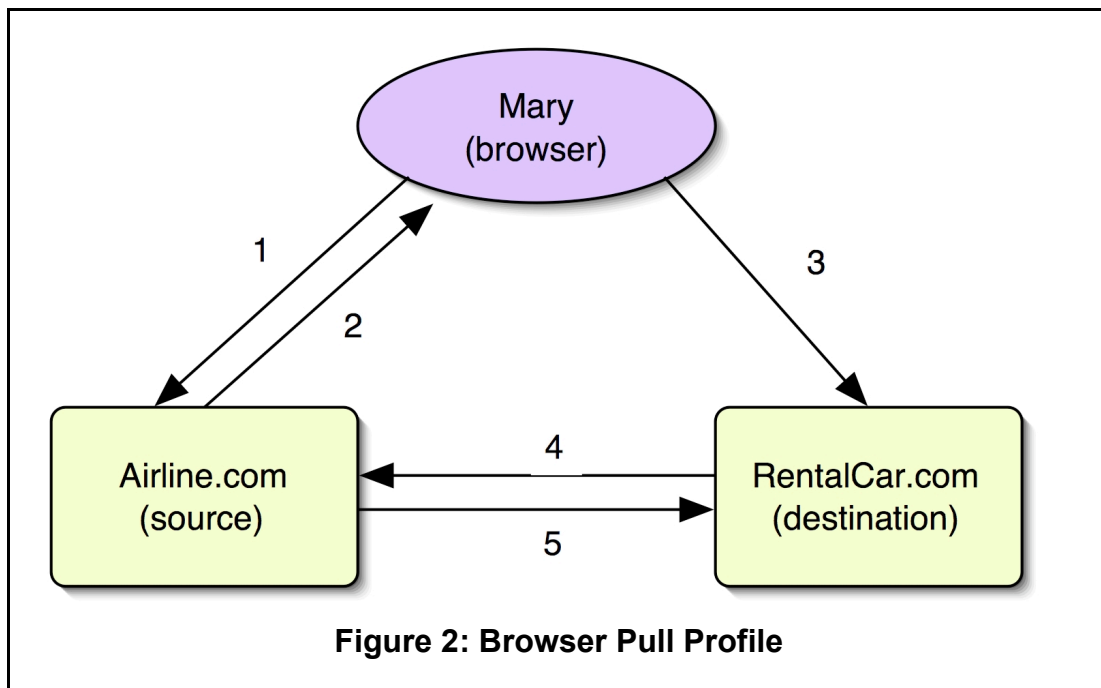 Mary
(browser)
1
2
3
4
5
Airline.com
(source)
RentalCar.com
(destination)
Figure 2: Browser Pull Profile